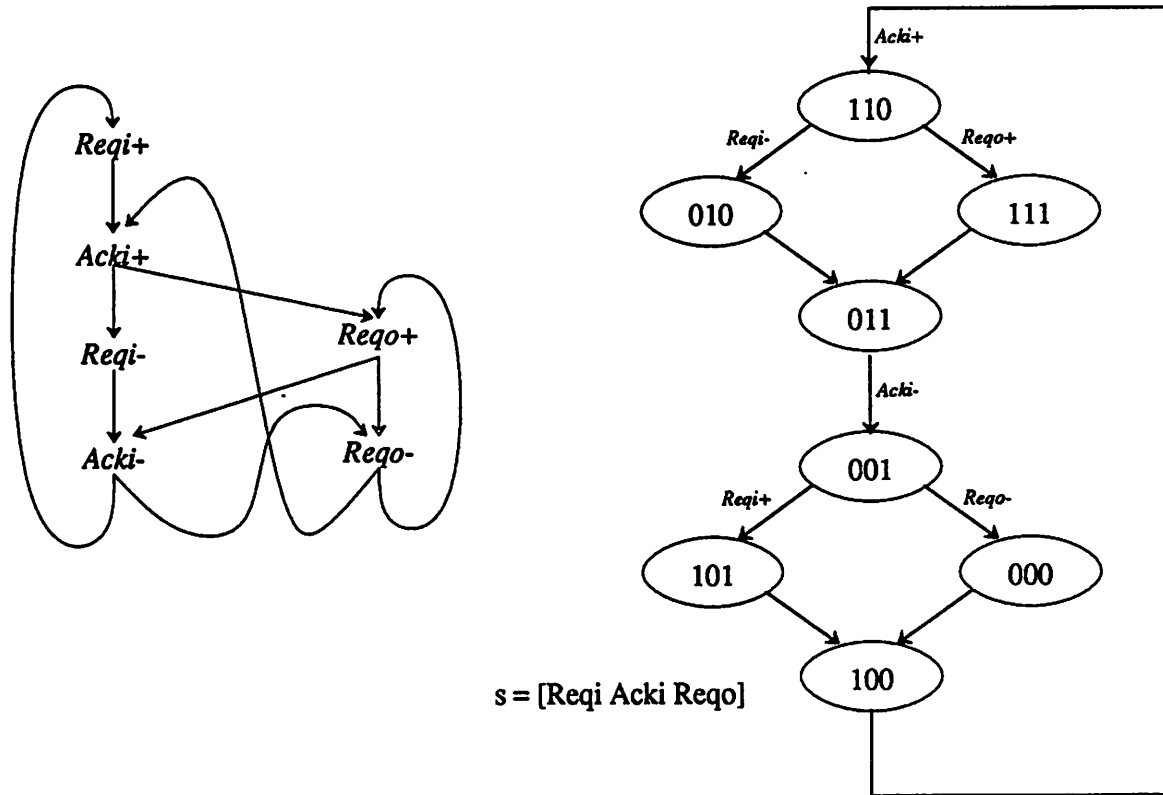 Reqi+
Acki+
Reqi-
Acki-
Reqo+
Reqo-
Acki+
110
Reqi-
Reqo+
010
111
011
Acki-
001
Reqi+
Reqo-
101
000
100
s = [Reqi Acki Reqo]